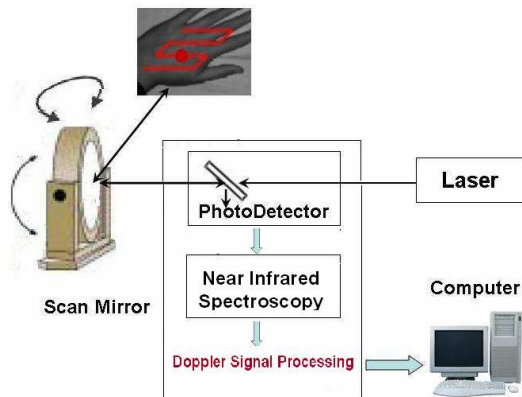 Laser
PhotoDetector
Near Infrared
Spectroscopy
Computer
Scan Mirror
Doppler Signal Processing